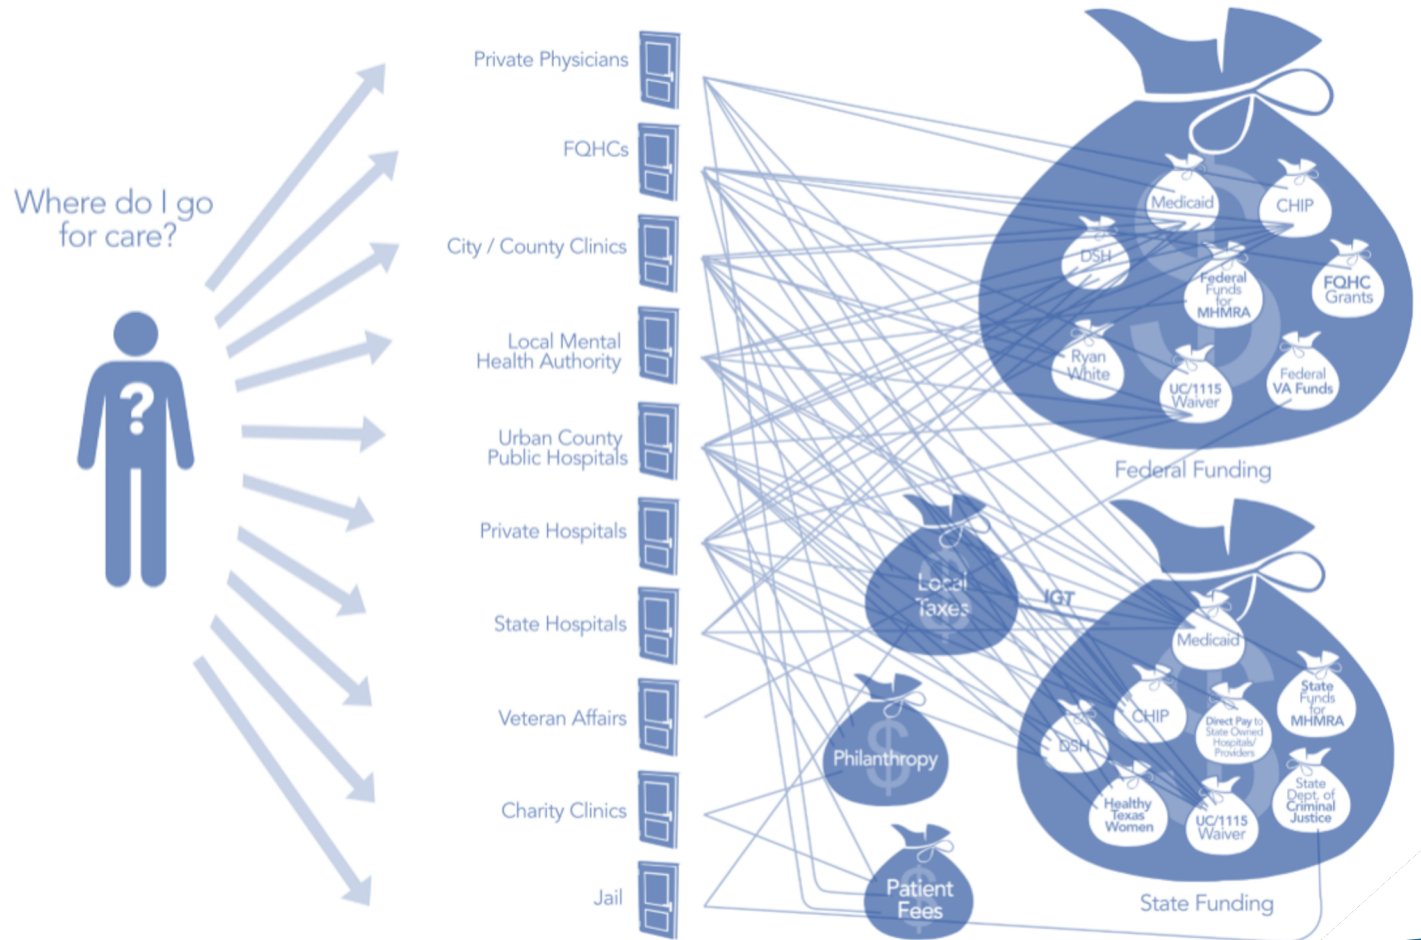 Where do I go
for care?
?
Private Physicians
FQHCs
City / County Clinics
Local Mental
Health Authority
Urban County
Public Hospitals
Private Hospitals
State Hospitals
Veteran Affairs
Charity Clinics
Jail
Medicaid
CHIP
DSH
Federal
Funds
for
MHMRA
FQHC
Grants
Ryan
White
UC/1115
Waiver
Federal
VA Funds
Federal Funding
$
Local
Taxes
IGT
$
Philanthropy
$
Patient
Fees
$
Medicaid
CHIP
DSH
Direct Pay to
State Owned
Hospitals/
Providers
State
Funds
for
MHMRA
Healthy
Texas
Women
UC/1115
Waiver
State
Dept. of
Criminal
Justice
$
State Funding